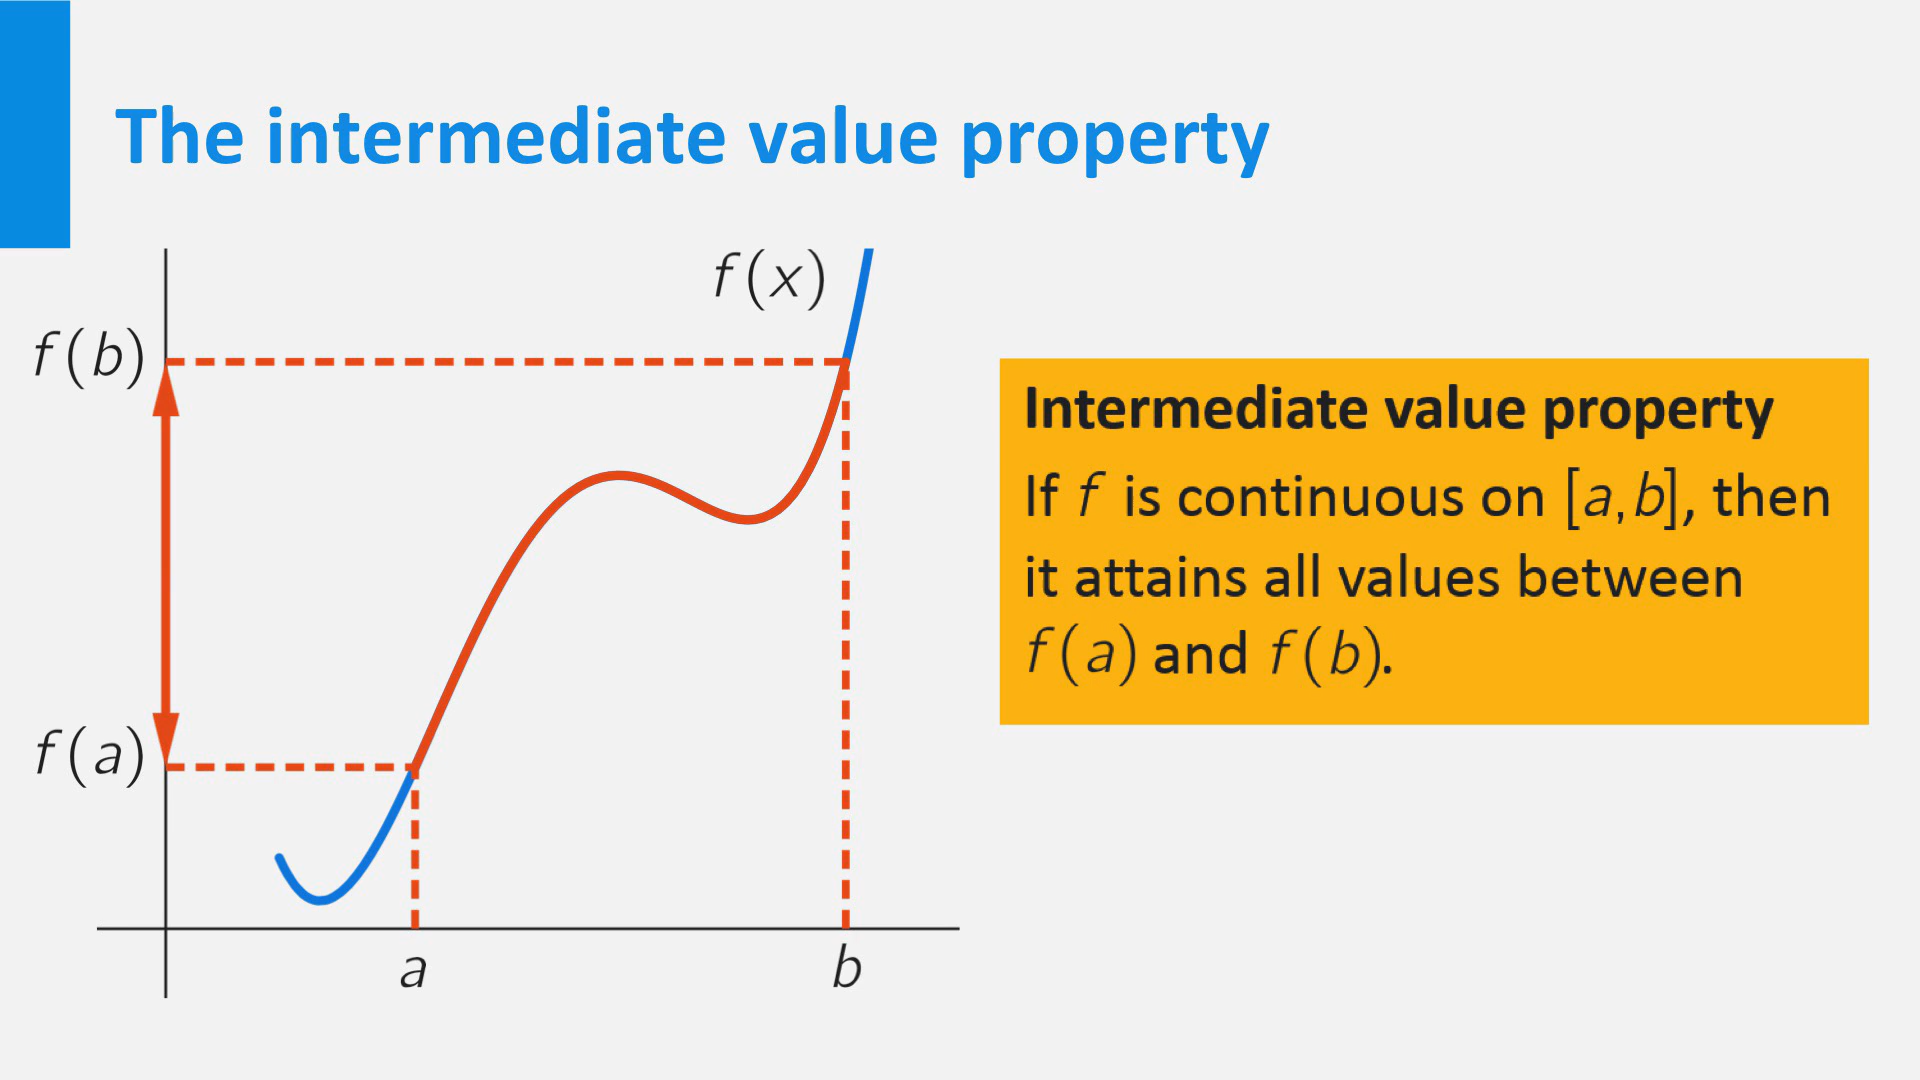 The intermediate value property
f(x)
f(b)
f(a)
a
b
Intermediate value property
If f is continuous on [a,b], then
it attains all values between
f(a) and f(b).